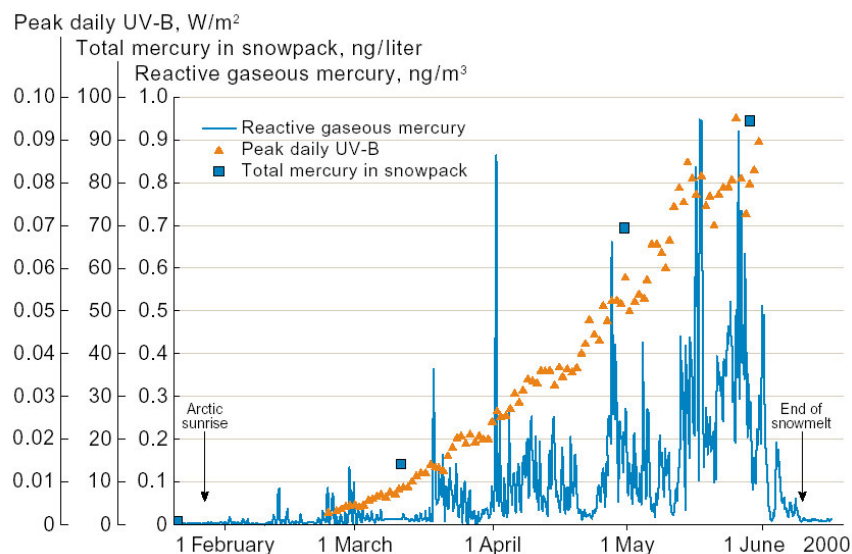 Peak daily UV-B, W/m²
Total mercury in snowpack, ng/liter
Reactive gaseous mercury, ng/m³
0.10 100 1.0
0.09 90 0.9
0.08 80 0.8
0.07 70 0.7
0.06 60 0.6
0.05 50 0.5
0.04 40 0.4
0.03 30 0.3
0.02 20 0.2
0.01 10 0.1
0 0 0
Reactive gaseous mercury
Peak daily UV-B
Total mercury in snowpack
Arctic
sunrise
End of
snowmelt
1 February 1 March 1 April 1 May 1 June 2000